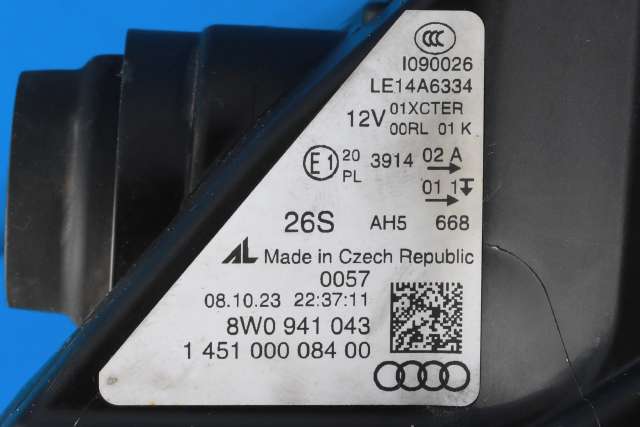 CCC
I090026
LE14A6334
12V 01XCTER
00RL 01 K
E1 20 PL 3914 02 A
01 1
26S AH5 668
AL Made in Czech Republic
0057
08.10.23 22:37:11
8W0 941 043
1 451 000 084 00